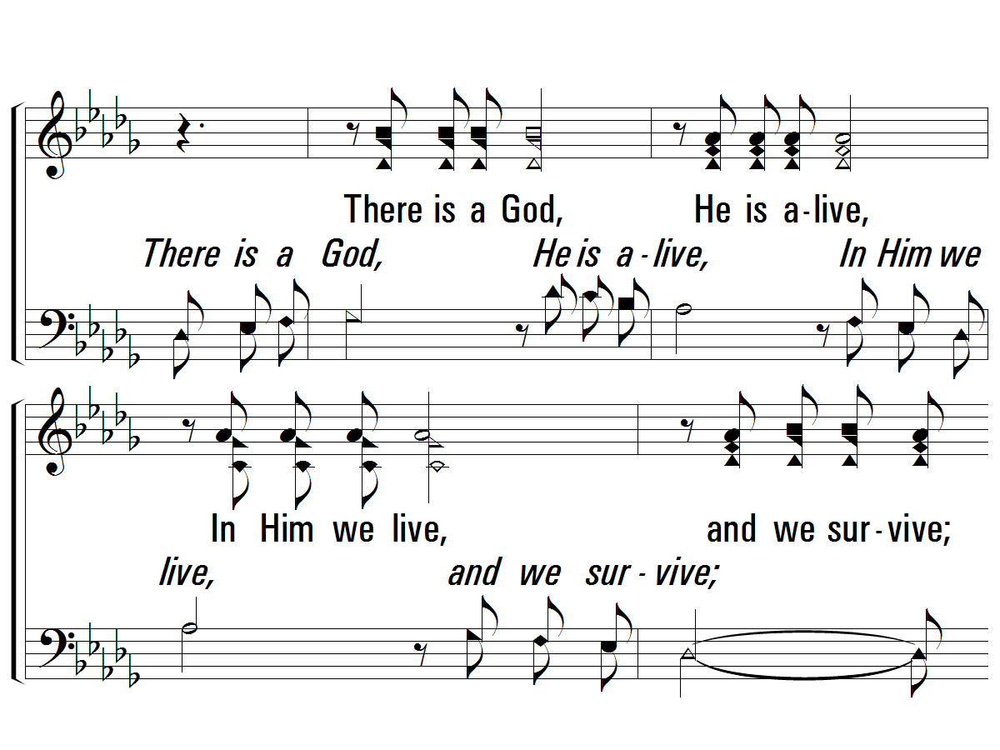 There is a God, He is a-live,
There is a God, He is a-live, In Him we
In Him we live, and we sur-vive;
live, and we sur-vive;